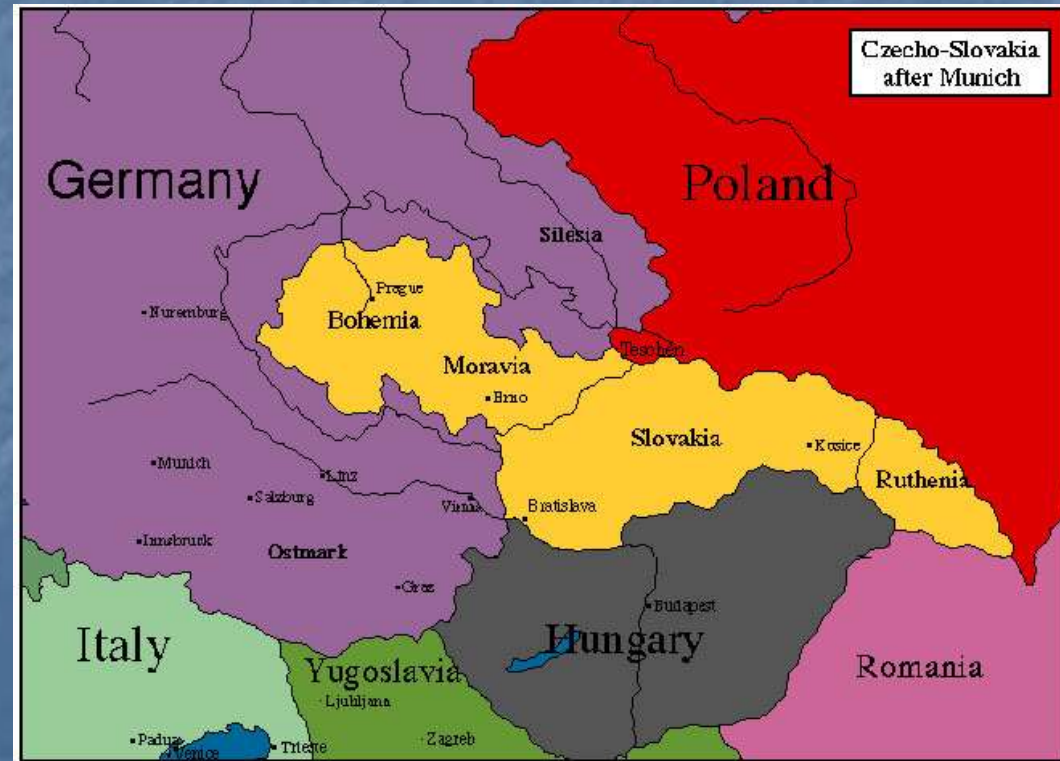 Czecho-Slovakia
after Munich
Germany
Poland
Silesia
Prague
Nuremburg
Bohemia
Teschen
Moravia
Brno
Slovakia
Kosice
Munich
Linz
Ruthenia
Salzburg
Bratislava
Innsbruck
Ostmark
Graz
Budapest
Italy
Hungary
Yugoslavia
Romania
Ljubljana
Padua
Venice
Trieste
Zagreb